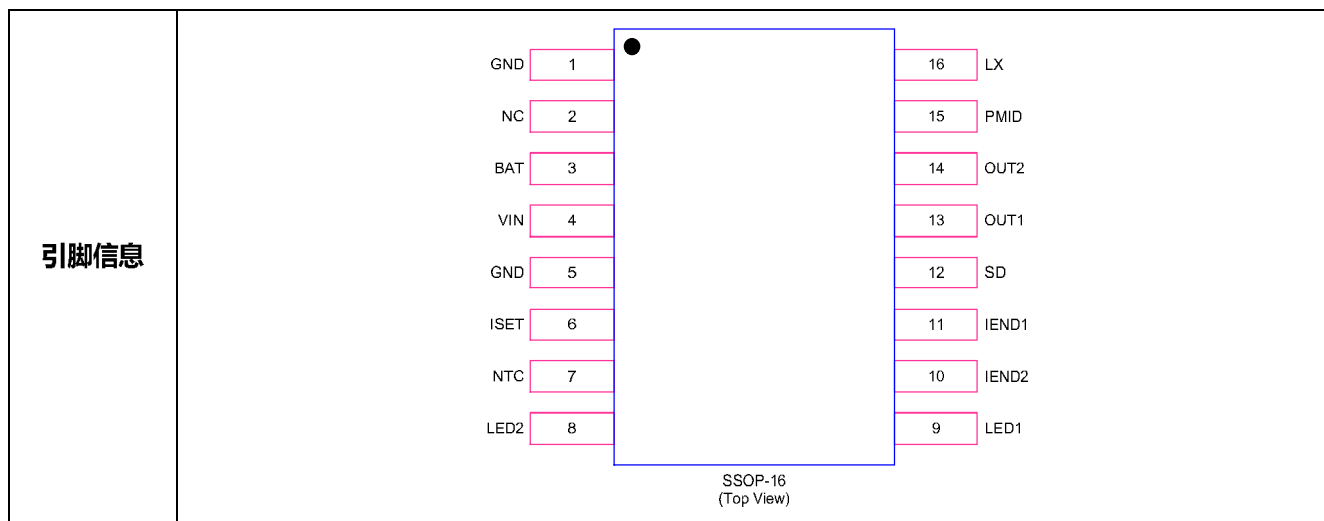 引脚信息
GND 1 16 LX
NC 2 15 PMID
BAT 3 14 OUT2
VIN 4 13 OUT1
GND 5 12 SD
ISET 6 11 IEND1
NTC 7 10 IEND2
LED2 8 9 LED1
SSOP-16
(Top View)